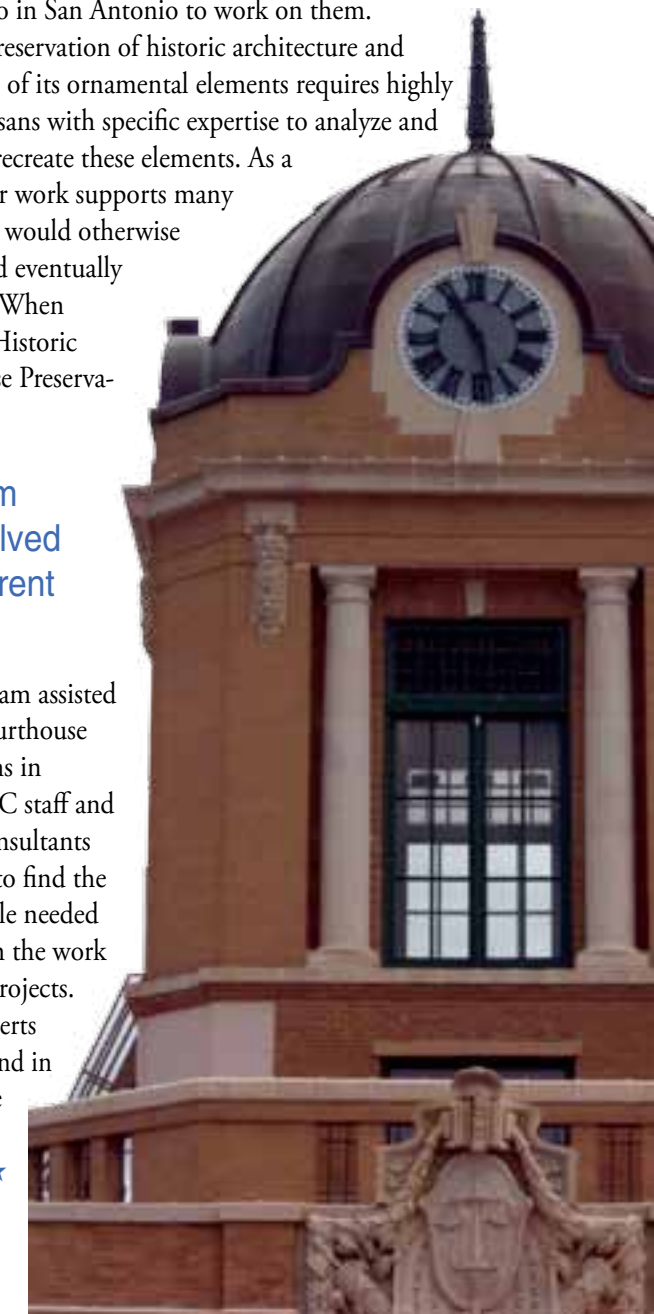 o in San Antonio to work on them.
reservation of historic architecture and
of its ornamental elements requires highly
sans with specific expertise to analyze and
recreate these elements. As a
r work supports many
would otherwise
d eventually
When
Historic
se Preserva-
m
lved
rent
am assisted
urthouse
ns in
C staff and
nsultants
to find the
le needed
n the work
rojects.
erts
nd in
e